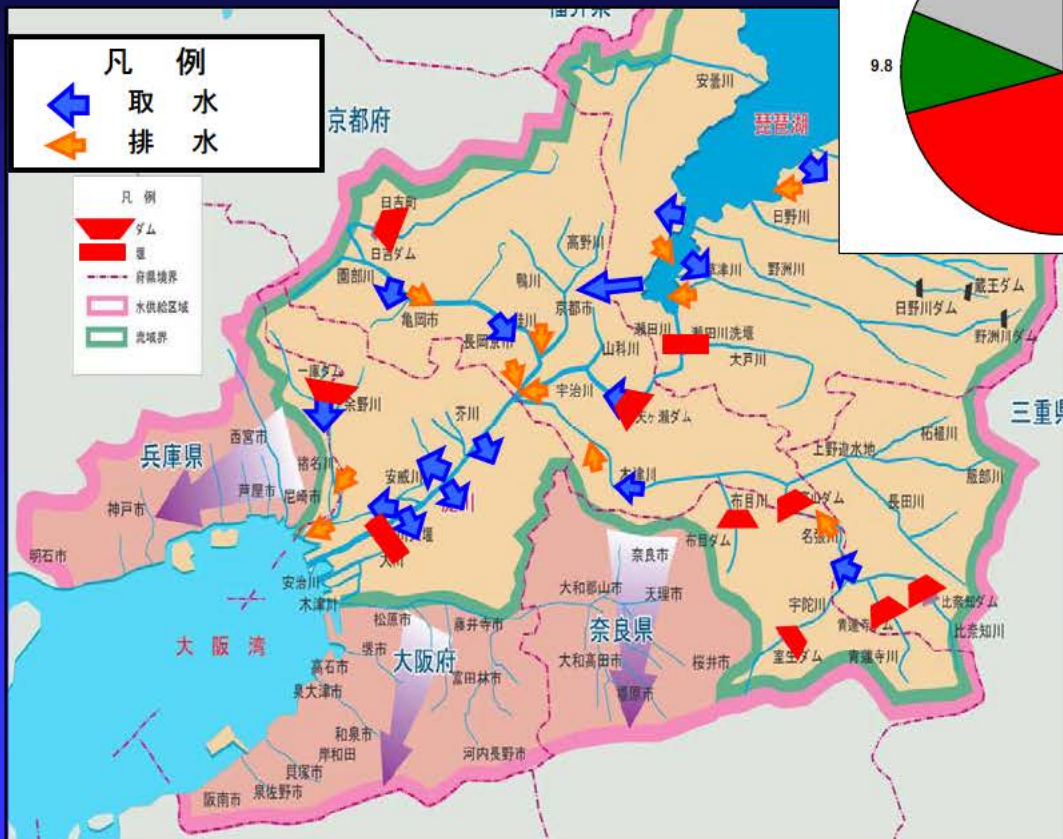 凡 例
取 水
排 水
凡 例
ダム
堰
府県境界
水供給区域
流域界
9.8
京都府
安曇川
琵琶湖
日野川
日吉町
日吉ダム
園部川
高野川
鴨川
亀岡市
京都市
野洲川
蔵王ダム
日野川ダム
野洲川ダム
瀬田川
瀬田川洗堰
大戸川
山科川
宇治川
天ヶ瀬ダム
一庫ダム
余野川
芥川
三重県
兵庫県
西宮市
猪名川
安威川
芦屋市
尼崎市
神戸市
明石市
木津川
上野遊水地
柘植川
服部川
長田川
布目川
布目ダム
名張川
奈良市
安治川
木津川
大川
松原市
藤井寺市
大和郡山市
天理市
宇陀川
比奈知ダム
青蓮寺ダム
比奈知川
大阪湾
堺市
大阪府
奈良県
高石市
富田林市
大和高田市
桜井市
室生ダム
青蓮寺川
泉大津市
橿原市
和泉市
岸和田
河内長野市
貝塚市
泉佐野市
阪南市